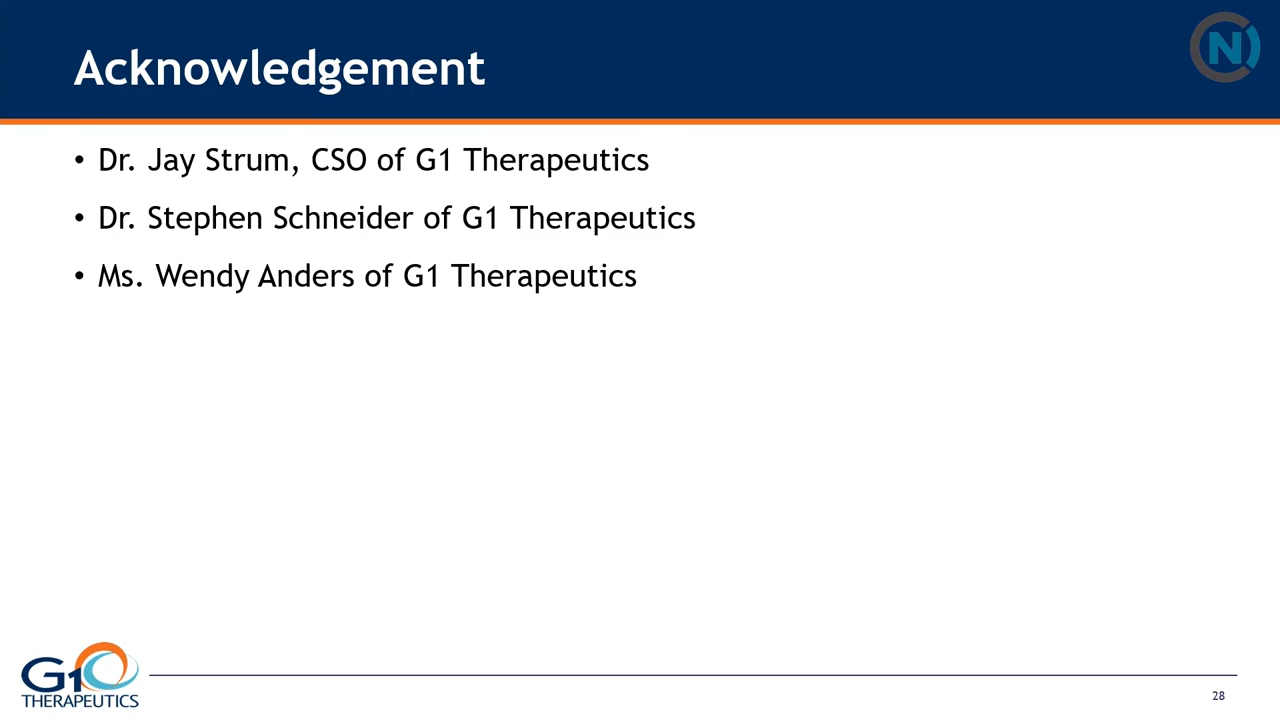 Acknowledgement
N
• Dr. Jay Strum, CSO of G1 Therapeutics
• Dr. Stephen Schneider of G1 Therapeutics
• Ms. Wendy Anders of G1 Therapeutics
G1
THERAPEUTICS
28